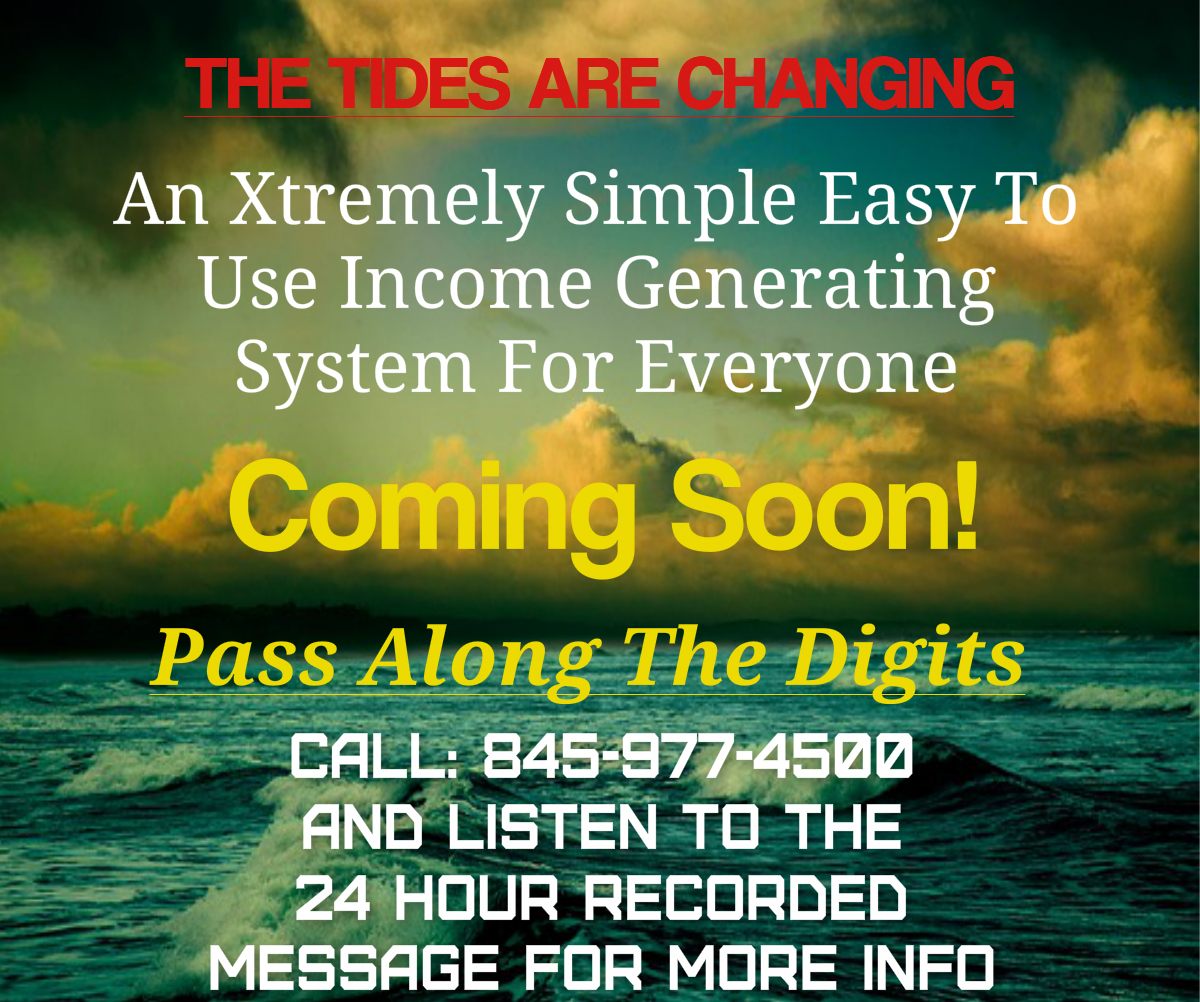 THE TIDES ARE CHANGING
An Xtremely Simple Easy To
Use Income Generating
System For Everyone
Coming Soon!
Pass Along The Digits
CALL: 845-977-4500
AND LISTEN TO THE
24 HOUR RECORDED
MESSAGE FOR MORE INFO